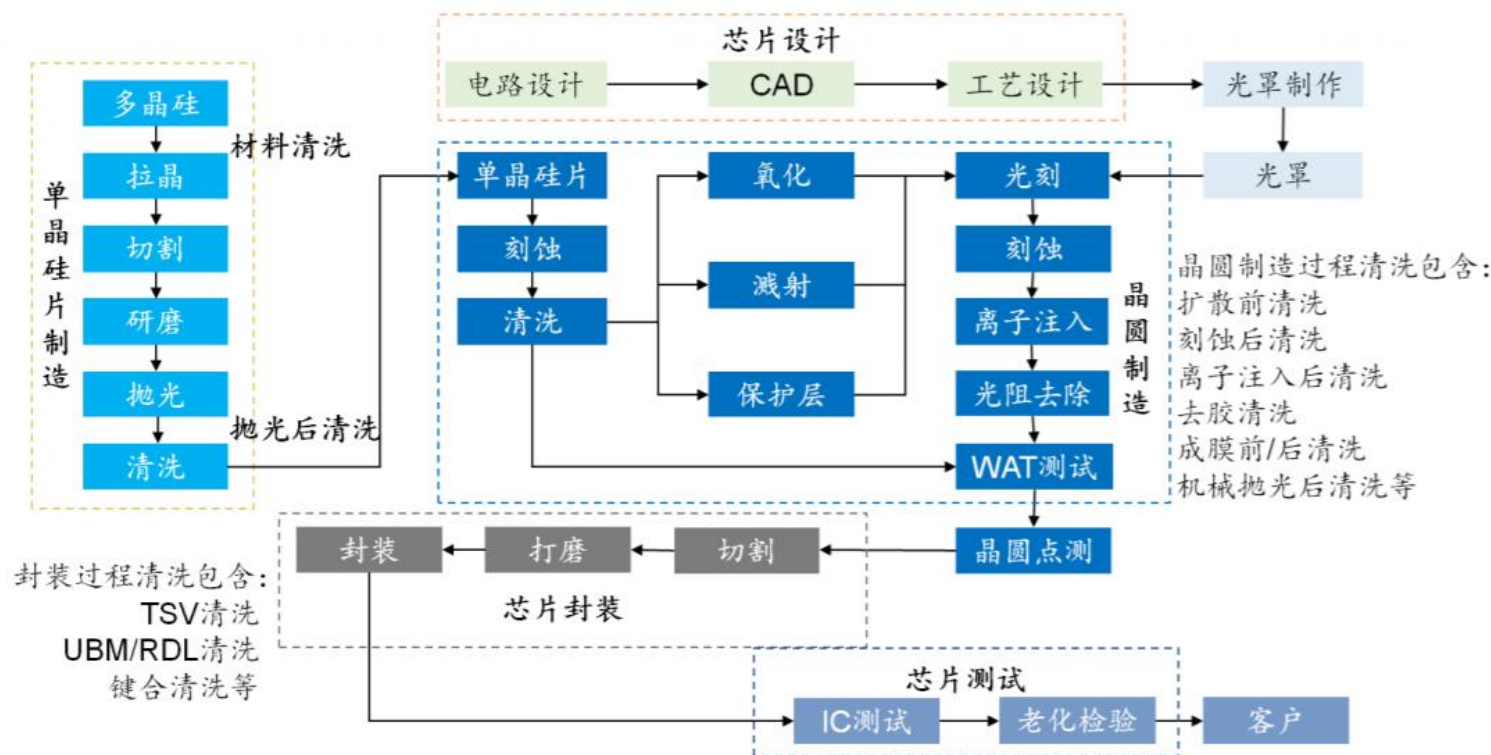 芯片设计
电路设计
CAD
工艺设计
光罩制作
光罩
单晶硅片制造
多晶硅
材料清洗
拉晶
切割
研磨
抛光
抛光后清洗
清洗
单晶硅片
刻蚀
清洗
氧化
溅射
保护层
光刻
刻蚀
离子注入
光阻去除
WAT测试
晶圆制造
晶圆制造过程清洗包含：
扩散前清洗
刻蚀后清洗
离子注入后清洗
去胶清洗
成膜前/后清洗
机械抛光后清洗等
晶圆点测
切割
打磨
封装
芯片封装
封装过程清洗包含：
TSV清洗
UBM/RDL清洗
键合清洗等
芯片测试
IC测试
老化检验
客户